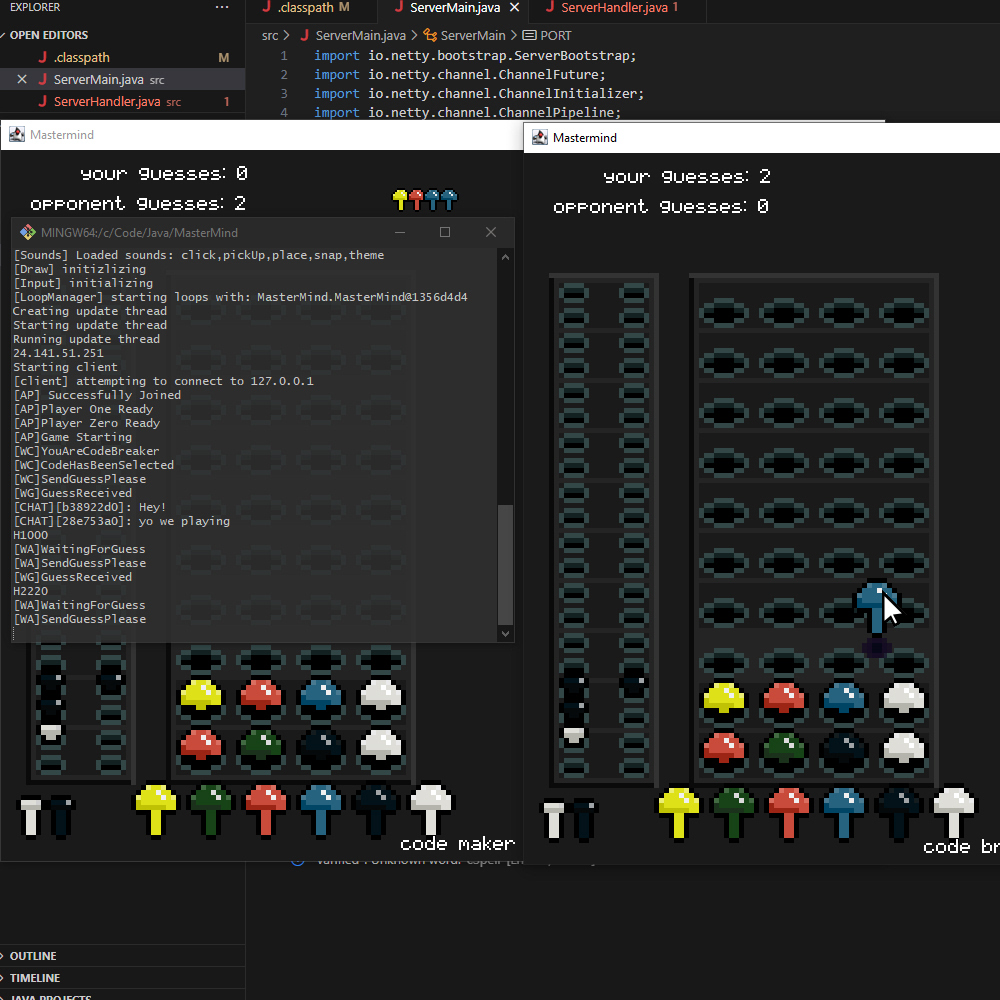 EXPLORER
···
.classpath M
ServerMain.java
ServerHandler.java 1
OPEN EDITORS
.classpath M
ServerMain.java src
ServerHandler.java src 1
src > ServerMain.java > ServerMain > PORT
1 import io.netty.bootstrap.ServerBootstrap;
2 import io.netty.channel.ChannelFuture;
3 import io.netty.channel.ChannelInitializer;
4 import io.netty.channel.ChannelPipeline;
Mastermind
your guesses: 0
opponent guesses: 2
MINGW64:/c/Code/Java/MasterMind
[Sounds] Loaded sounds: click,pickUp,place,snap,theme
[Draw] initizlizing
[Input] initializing
[LoopManager] starting loops with: MasterMind.MasterMind@1356d4d4
Creating update thread
Starting update thread
Running update thread
24.141.51.251
Starting client
[client] attempting to connect to 127.0.0.1
[AP] Successfully Joined
[AP]Player One Ready
[AP]Player Zero Ready
[AP]Game Starting
[WC]YouAreCodeBreaker
[WC]CodeHasBeenSelected
[WC]SendGuessPlease
[WG]GuessReceived
[CHAT][b38922d0]: Hey!
[CHAT][28e753a0]: yo we playing
H1000
[WA]WaitingForGuess
[WA]SendGuessPlease
[WG]GuessReceived
H2220
[WA]WaitingForGuess
[WA]SendGuessPlease
code maker
Mastermind
your guesses: 2
opponent guesses: 0
code br
Unknown word.
OUTLINE
TIMELINE
JAVA PROJECTS